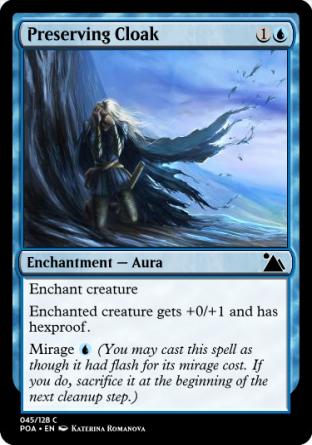 Preserving Cloak 1
Enchantment — Aura
Enchant creature
Enchanted creature gets +0/+1 and has
hexproof.
Mirage (You may cast this spell as
though it had flash for its mirage cost. If
you do, sacrifice it at the beginning of the
next cleanup step.)
045/128 C
POA • EN KATERINA ROMANOVA